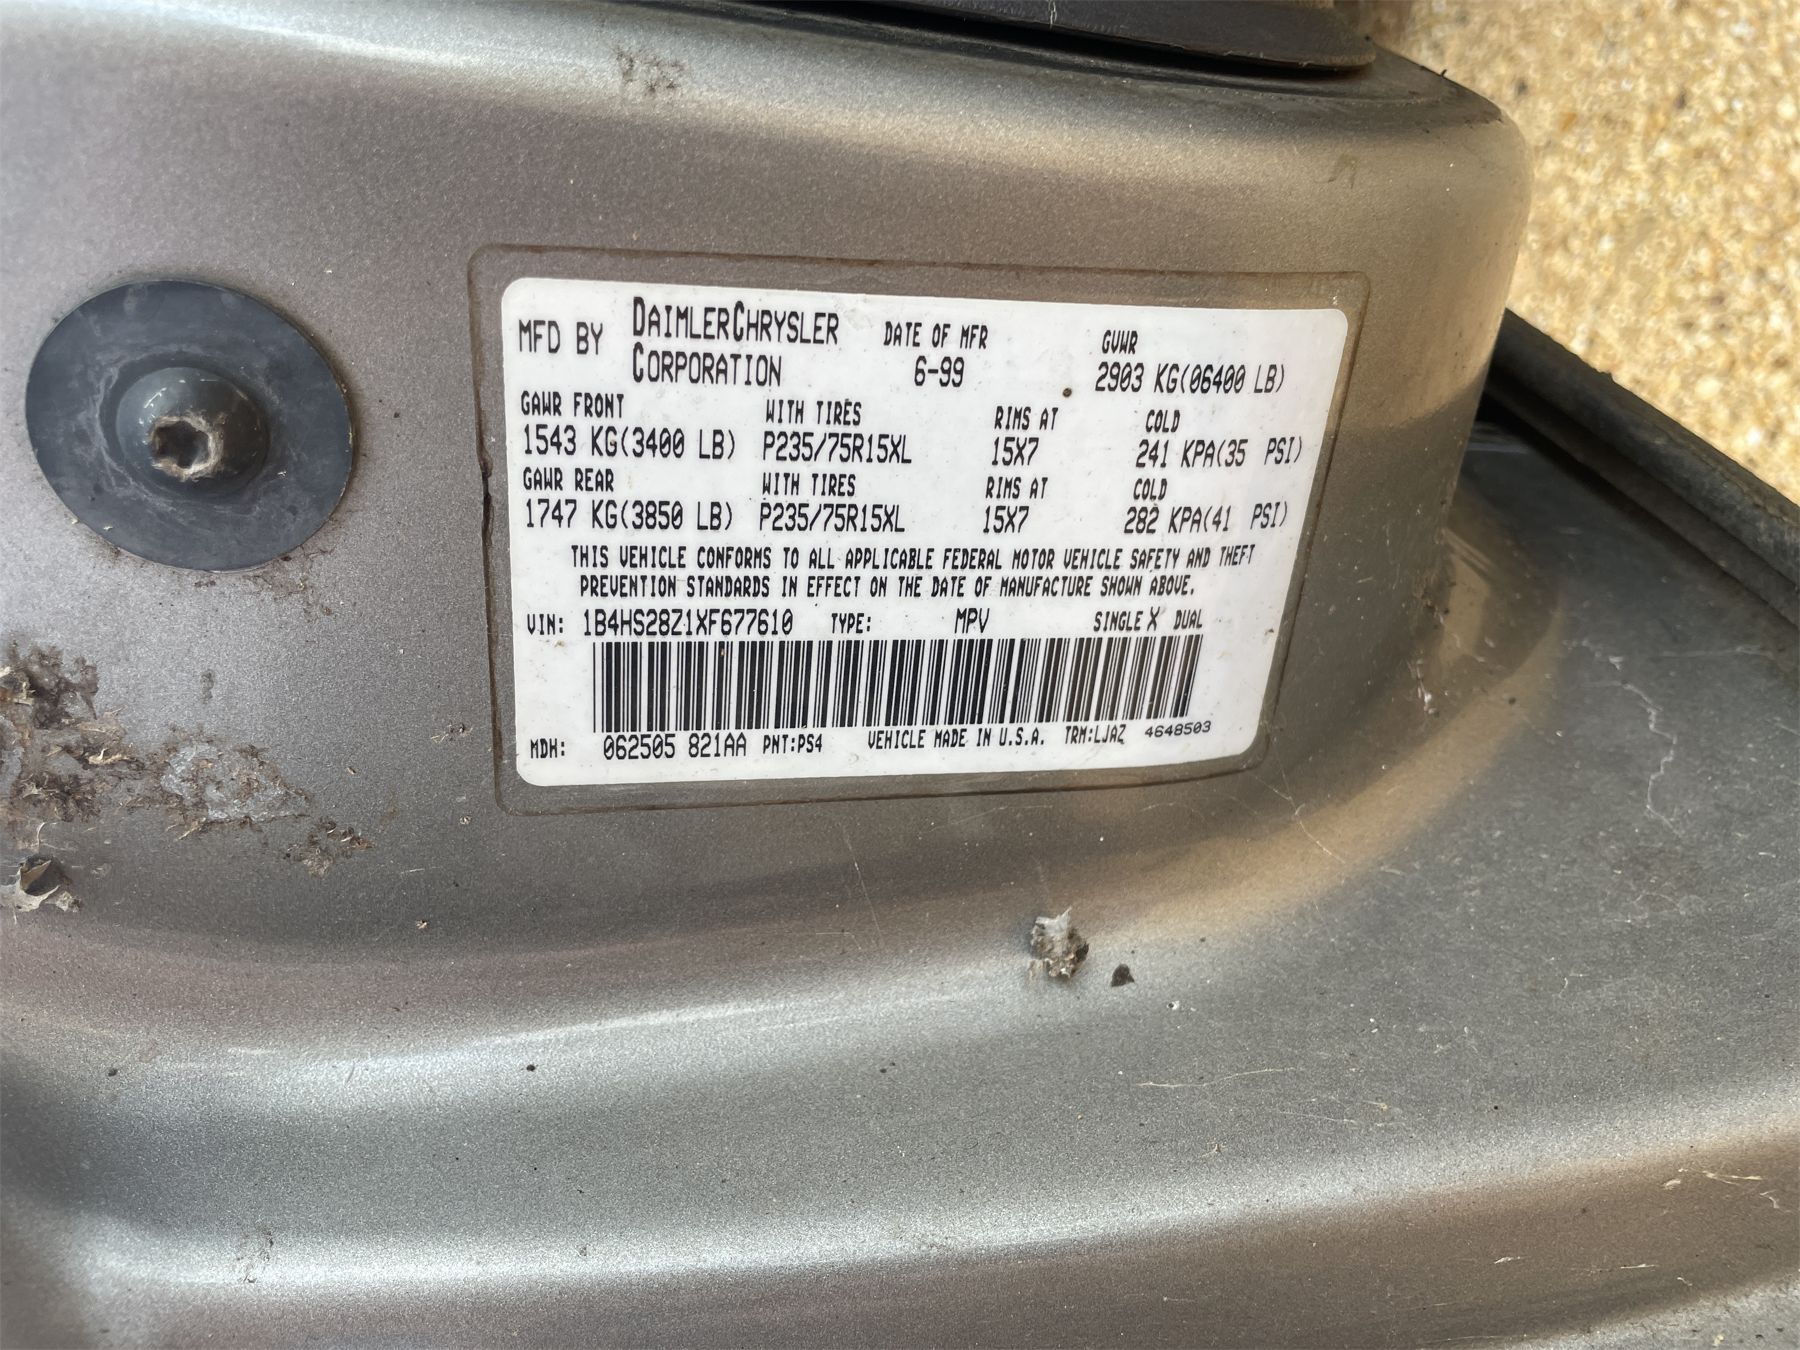 MFD BY DAIMLERCHRYSLER CORPORATION DATE OF MFR 6-99 GVWR 2903 KG(06400 LB)
GAWR FRONT WITH TIRES RIMS AT COLD
1543 KG(3400 LB) P235/75R15XL 15X7 241 KPA(35 PSI)
GAWR REAR WITH TIRES RIMS AT COLD
1747 KG(3850 LB) P235/75R15XL 15X7 282 KPA(41 PSI)
THIS VEHICLE CONFORMS TO ALL APPLICABLE FEDERAL MOTOR VEHICLE SAFETY AND THEFT
PREVENTION STANDARDS IN EFFECT ON THE DATE OF MANUFACTURE SHOWN ABOVE.
VIN: 1B4HS28Z1XF677610 TYPE: MPV SINGLE X DUAL
MDH: 062505 821AA PNT:PS4 VEHICLE MADE IN U.S.A. TRM:LJAZ 4648503